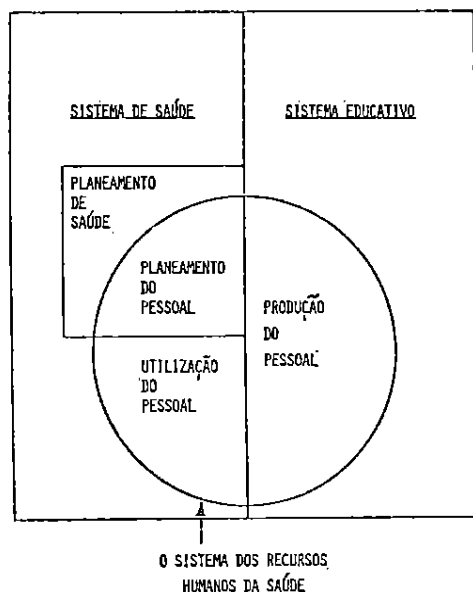 SISTEMA DE SAÚDE
SISTEMA EDUCATIVO
PLANEAMENTO
DE
SAÚDE
PLANEAMENTO
DO
PESSOAL
PRODUÇÃO
DO
PESSOAL
UTILIZAÇÃO
DO
PESSOAL
O SISTEMA DOS RECURSOS
HUMANOS DA SAÚDE